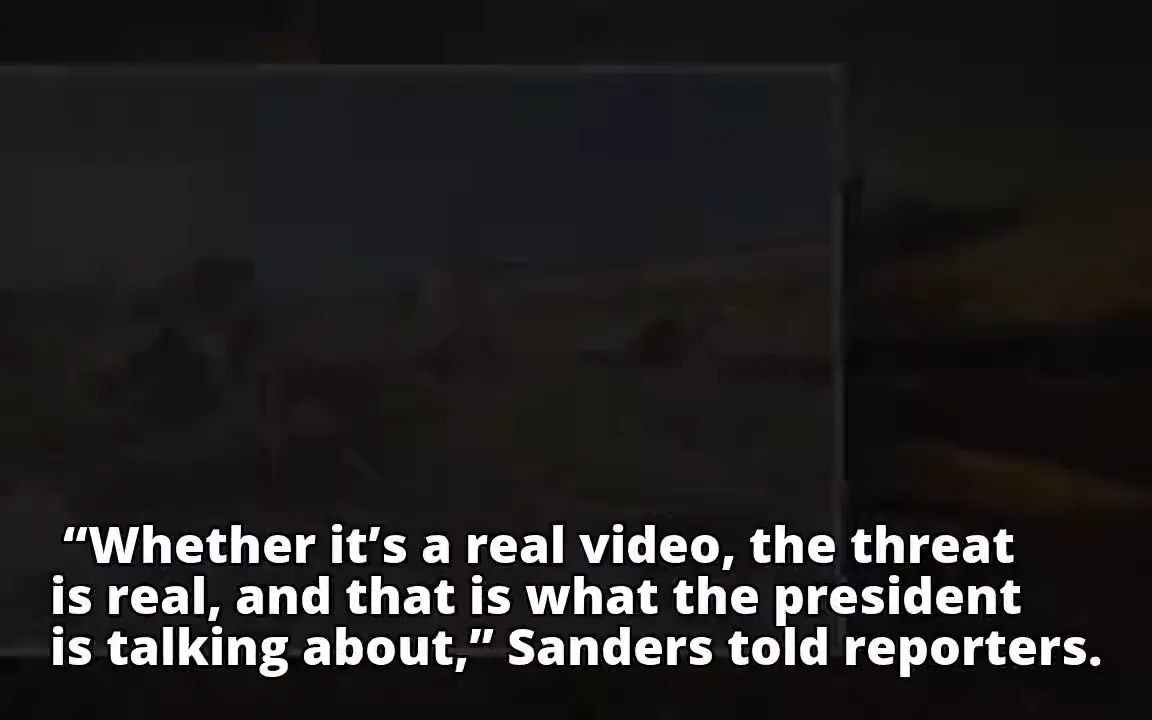 “Whether it’s a real video, the threat
is real, and that is what the president
is talking about,” Sanders told reporters.